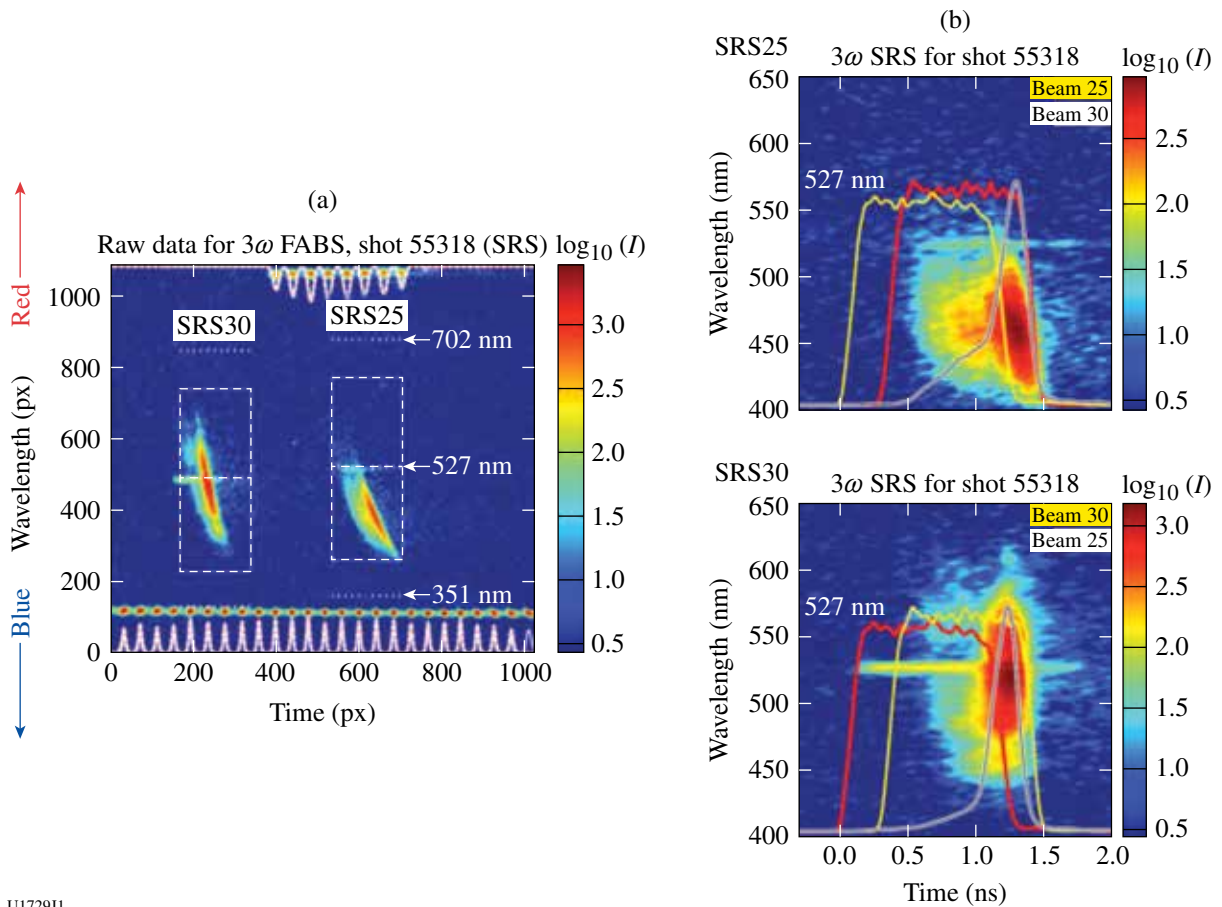 (a)
Raw data for 3ω FABS, shot 55318 (SRS) log10 (I)
Red
Wavelength (px)
Blue
1000
800
600
400
200
0
SRS30
SRS25
702 nm
527 nm
351 nm
3.0
2.5
2.0
1.5
1.0
0.5
0 200 400 600 800 1000
Time (px)
(b)
SRS25
3ω SRS for shot 55318
log10 (I)
Beam 25
Beam 30
527 nm
Wavelength (nm)
650
600
550
500
450
400
2.5
2.0
1.5
1.0
0.5
SRS30
3ω SRS for shot 55318
log10 (I)
Beam 30
Beam 25
527 nm
Wavelength (nm)
650
600
550
500
450
400
3.0
2.5
2.0
1.5
1.0
0.5
0.0 0.5 1.0 1.5 2.0
Time (ns)
U1729J1